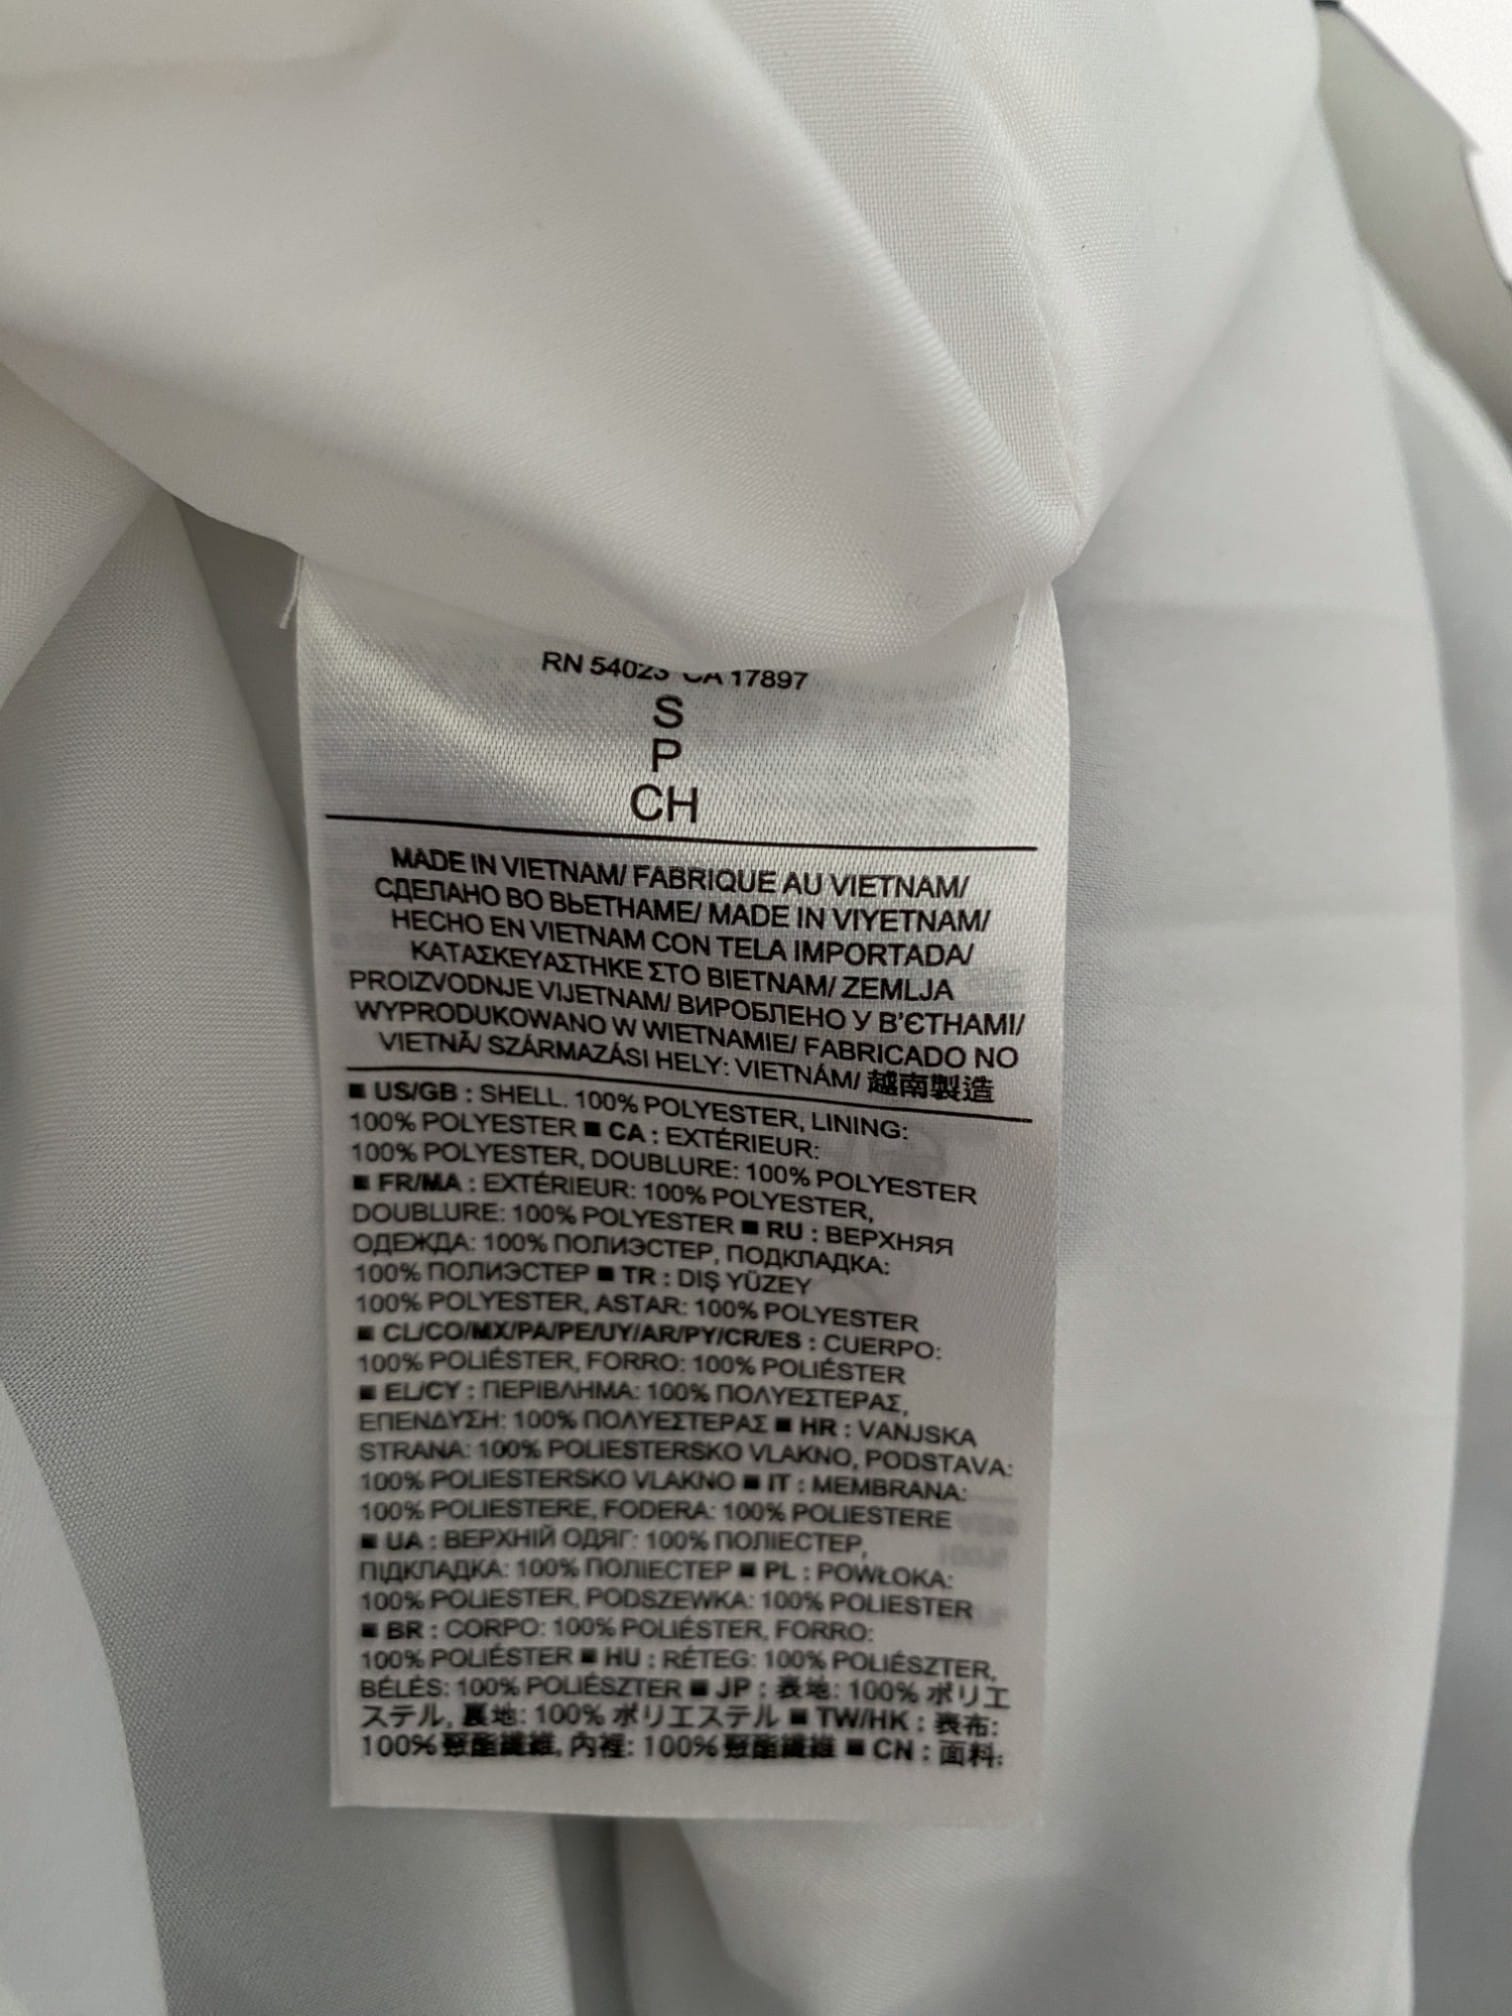 RN 54023 CA 17897
S
P
CH
MADE IN VIETNAM/ FABRIQUE AU VIETNAM/
СДЕЛАНО ВО ВЬЕТНАМЕ/ MADE IN VIYETNAM/
HECHO EN VIETNAM CON TELA IMPORTADA/
ΚΑΤΑΣΚΕΥΑΣΤΗΚΕ ΣΤΟ ΒΙΕΤΝΑΜ/ ZEMLJA
PROIZVODNJE VIJETNAM/ ВИРОБЛЕНО У В'ЄТНАМІ/
WYPRODUKOWANO W WIETNAMIE/ FABRICADO NO
VIETNÃ/ SZÁRMAZÁSI HELY: VIETNÁM/ 越南製造
■ US/GB : SHELL. 100% POLYESTER, LINING:
100% POLYESTER ■ CA : EXTÉRIEUR:
100% POLYESTER, DOUBLURE: 100% POLYESTER
■ FR/MA : EXTÉRIEUR: 100% POLYESTER,
DOUBLURE: 100% POLYESTER ■ RU : ВЕРХНЯЯ
ОДЕЖДА: 100% ПОЛИЭСТЕР, ПОДКЛАДКА:
100% ПОЛИЭСТЕР ■ TR : DIŞ YÜZEY
100% POLYESTER, ASTAR: 100% POLYESTER
■ CL/CO/MX/PA/PE/UY/AR/PY/CR/ES : CUERPO:
100% POLIÉSTER, FORRO: 100% POLIÉSTER
■ EL/CY : ΠΕΡΙΒΛΗΜΑ: 100% ΠΟΛΥΕΣΤΕΡΑΣ,
ΕΠΕΝΔΥΣΗ: 100% ΠΟΛΥΕΣΤΕΡΑΣ ■ HR : VANJSKA
STRANA: 100% POLIESTERSKO VLAKNO, PODSTAVA:
100% POLIESTERSKO VLAKNO ■ IT : MEMBRANA:
100% POLIESTERE, FODERA: 100% POLIESTERE
■ UA : ВЕРХНІЙ ОДЯГ: 100% ПОЛІЕСТЕР,
ПІДКЛАДКА: 100% ПОЛІЕСТЕР ■ PL : POWŁOKA:
100% POLIESTER, PODSZEWKA: 100% POLIESTER
■ BR : CORPO: 100% POLIÉSTER, FORRO:
100% POLIÉSTER ■ HU : RÉTEG: 100% POLIÉSZTER,
BÉLÉS: 100% POLIÉSZTER ■ JP : 表地: 100% ポリエ
ステル, 裏地: 100% ポリエステル ■ TW/HK : 表布:
100% 聚酯纖維, 內裡: 100% 聚酯纖維 ■ CN : 面料: